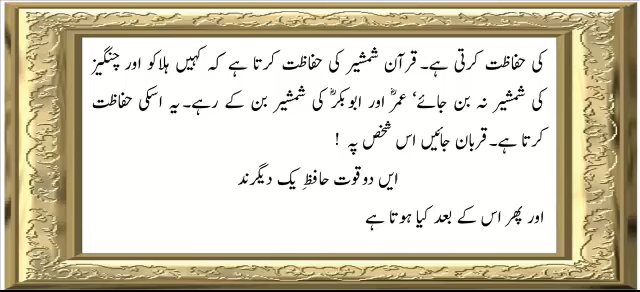 کی حفاظت کرتی ہے۔ قرآن شمشیر کی حفاظت کرتا ہے کہ کہیں ہلاکو اور چنگیز
کی شمشیر نہ بن جائے‘ عمرؓ اور ابوبکرؓ کی شمشیر بن کے رہے۔ یہ اسکی حفاظت
کرتا ہے۔ قربان جائیں اس شخص پہ !
ایں دو قوت حافظِ یک دیگرند
اور پھر اس کے بعد کیا ہوتا ہے